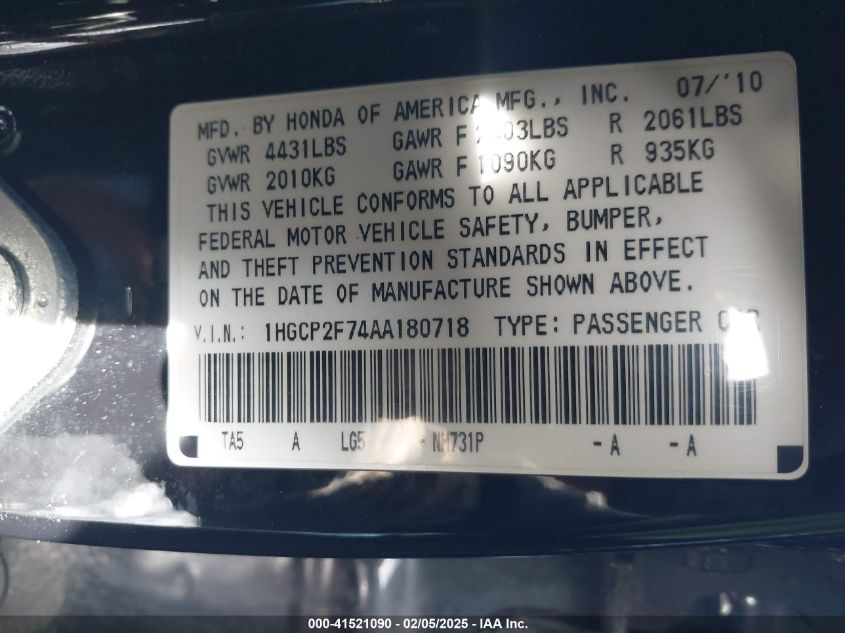 MFD. BY HONDA OF AMERICA MFG., INC. 07/'10
GVWR 4431LBS GAWR F R 2061LBS
GVWR 2010KG GAWR F 1090KG R 935KG
THIS VEHICLE CONFORMS TO ALL APPLICABLE
FEDERAL MOTOR VEHICLE SAFETY, BUMPER,
AND THEFT PREVENTION STANDARDS IN EFFECT
ON THE DATE OF MANUFACTURE SHOWN ABOVE.
V.I.N.: 1HGCP2F74AA180718 TYPE: PASSENGER CAR
TA5 A LG5 -NH731P -A -A
000-41521090 - 02/05/2025 - IAA Inc.